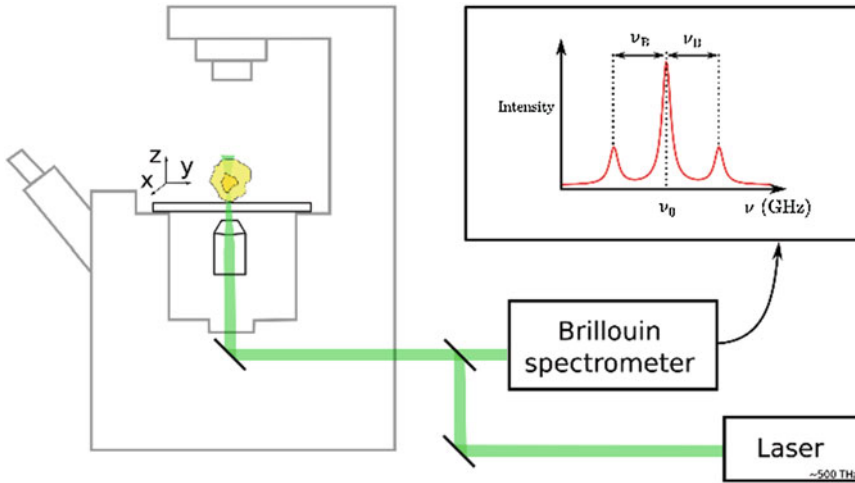 ν_B ν_B
Intensity
ν_0 ν (GHz)
z
y
x
Brillouin
spectrometer
Laser
~500 THz